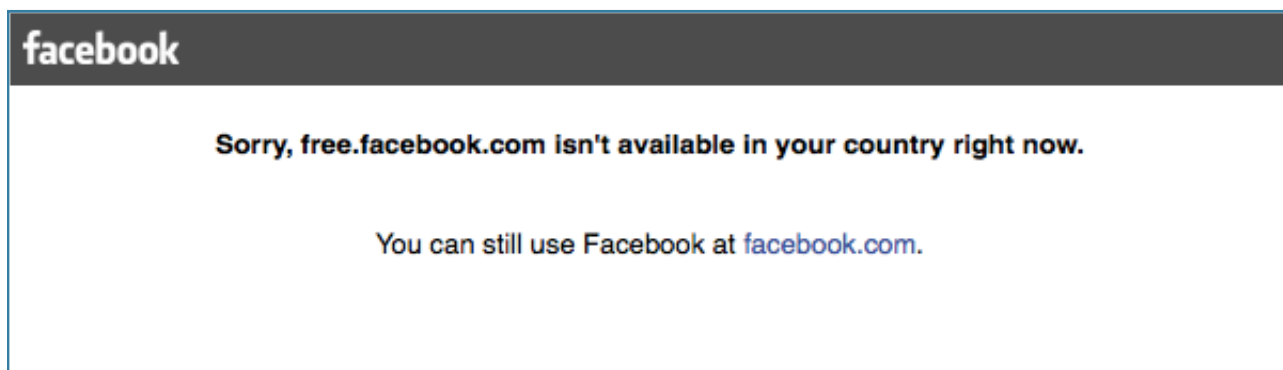 facebook
Sorry, free.facebook.com isn't available in your country right now.
You can still use Facebook at facebook.com.